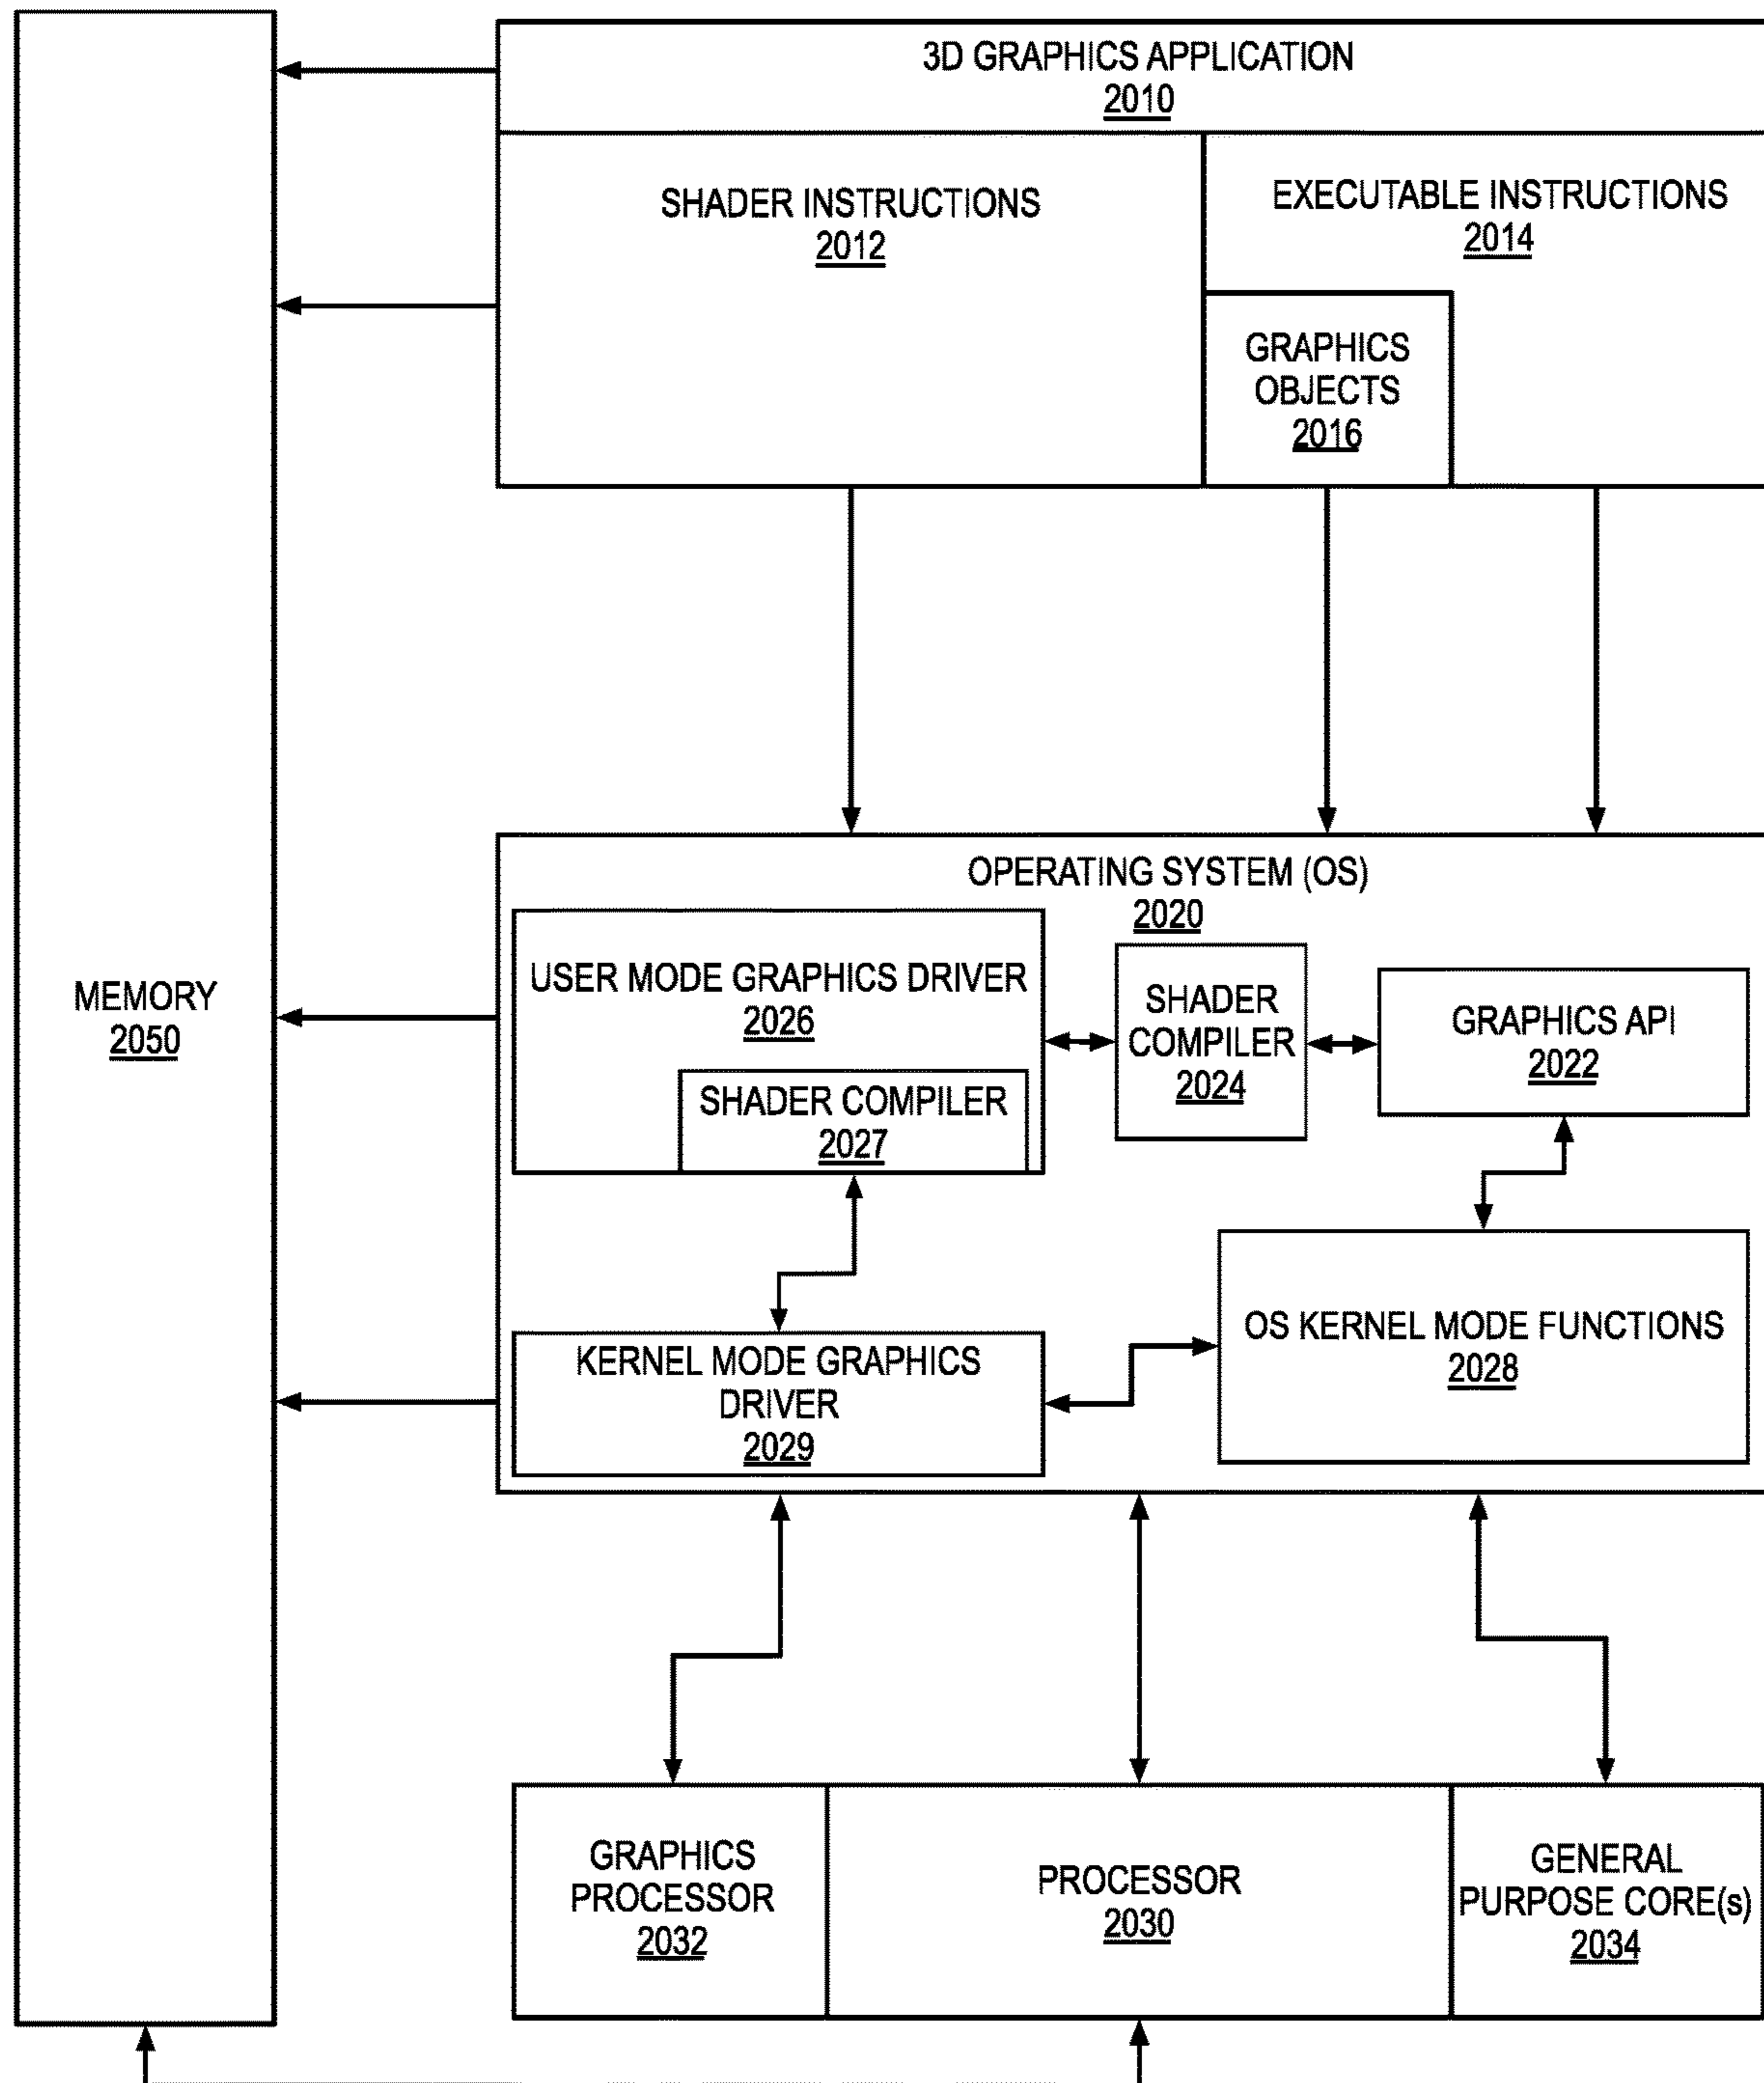 3D GRAPHICS APPLICATION
2010
SHADER INSTRUCTIONS
2012
EXECUTABLE INSTRUCTIONS
2014
GRAPHICS
OBJECTS
2016
MEMORY
2050
OPERATING SYSTEM (OS)
2020
USER MODE GRAPHICS DRIVER
2026
SHADER COMPILER
2027
SHADER
COMPILER
2024
GRAPHICS API
2022
OS KERNEL MODE FUNCTIONS
2028
KERNEL MODE GRAPHICS
DRIVER
2029
GRAPHICS
PROCESSOR
2032
PROCESSOR
2030
GENERAL
PURPOSE CORE(s)
2034